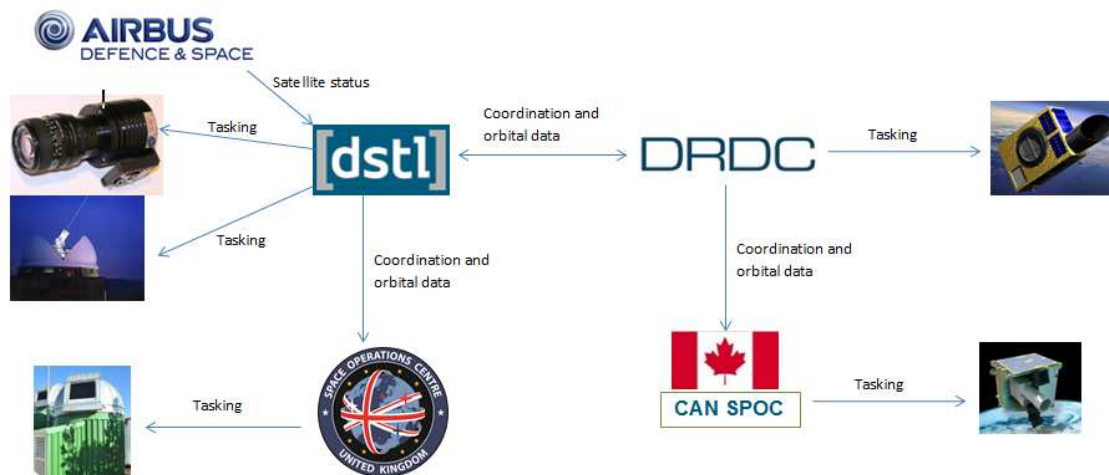 AIRBUS
DEFENCE & SPACE
Satellite status
Tasking
Coordination and
orbital data
Tasking
[dstl]
DRDC
Tasking
Coordination and
orbital data
Coordination and
orbital data
SPACE OPERATIONS CENTRE
UNITED KINGDOM
Tasking
CAN SPOC
Tasking